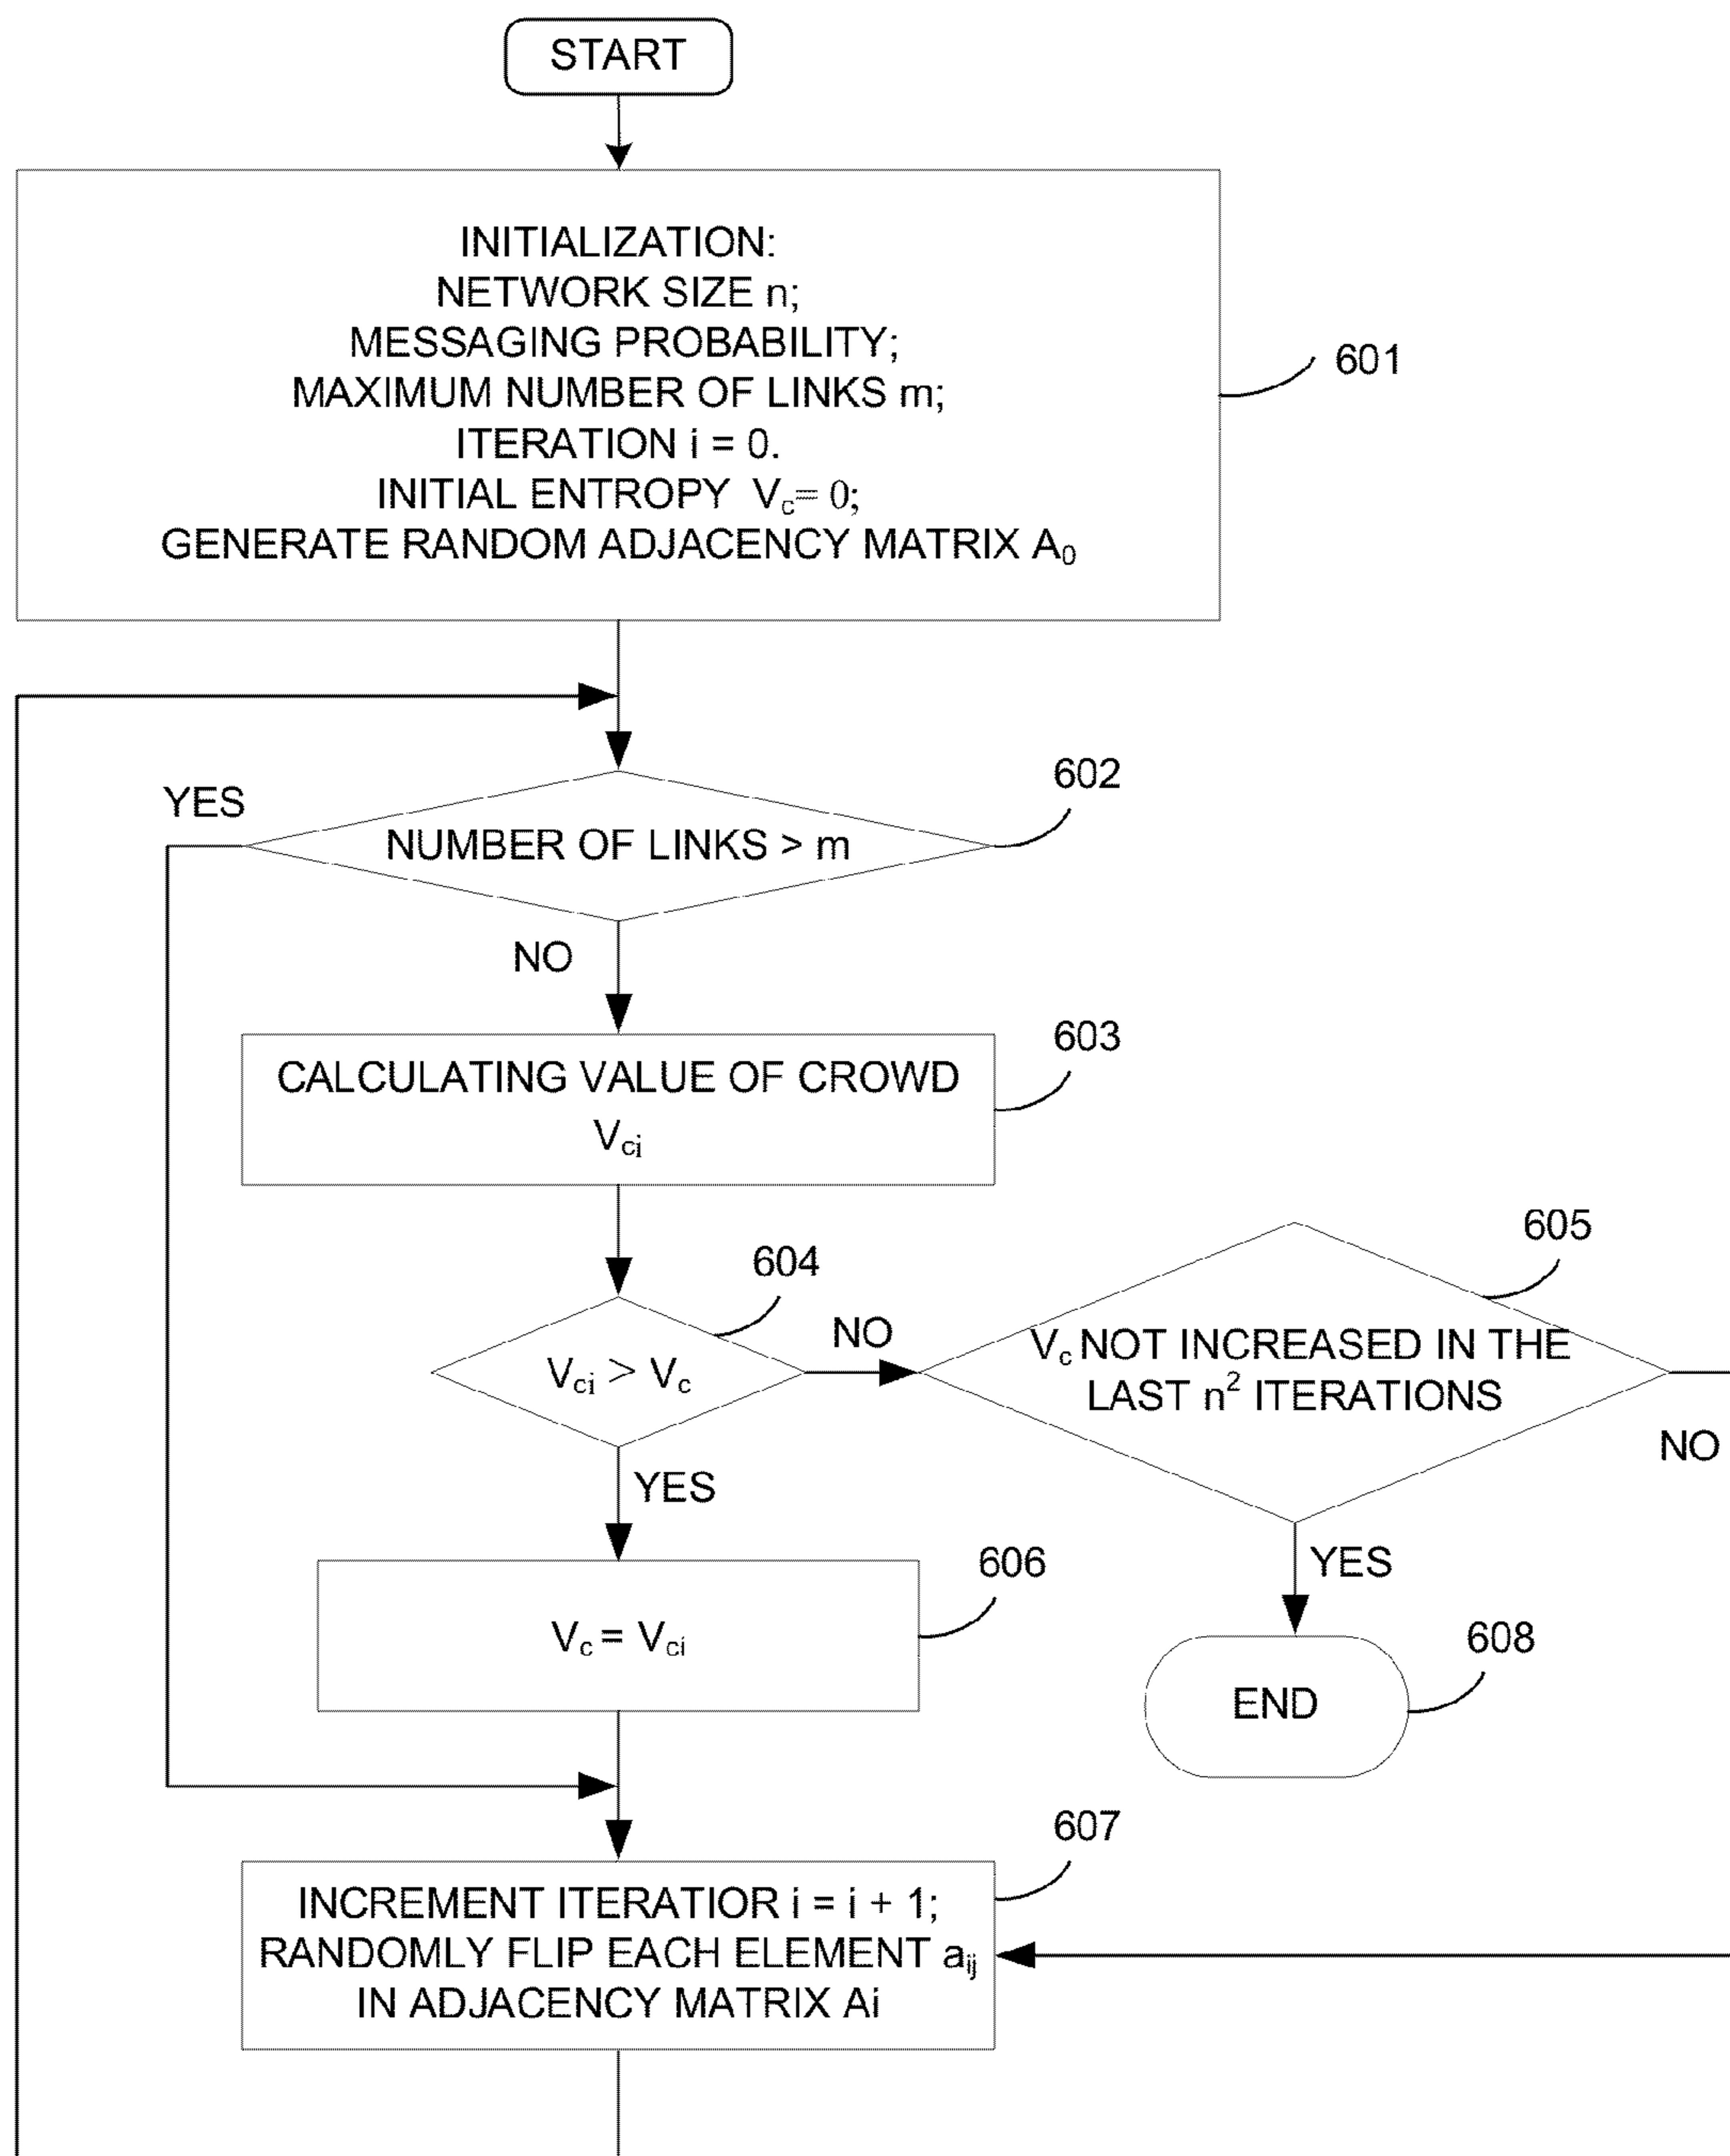 START
INITIALIZATION:
NETWORK SIZE n;
MESSAGING PROBABILITY;
MAXIMUM NUMBER OF LINKS m;
ITERATION i = 0.
INITIAL ENTROPY V_c= 0;
GENERATE RANDOM ADJACENCY MATRIX A₀
601
602
YES
NUMBER OF LINKS > m
NO
603
CALCULATING VALUE OF CROWD
V_ci
604
605
NO
V_ci > V_c
V_c NOT INCREASED IN THE
LAST n² ITERATIONS
NO
YES
606
YES
V_c = V_ci
608
END
607
INCREMENT ITERATIOR i = i + 1;
RANDOMLY FLIP EACH ELEMENT a_ij
IN ADJACENCY MATRIX Ai